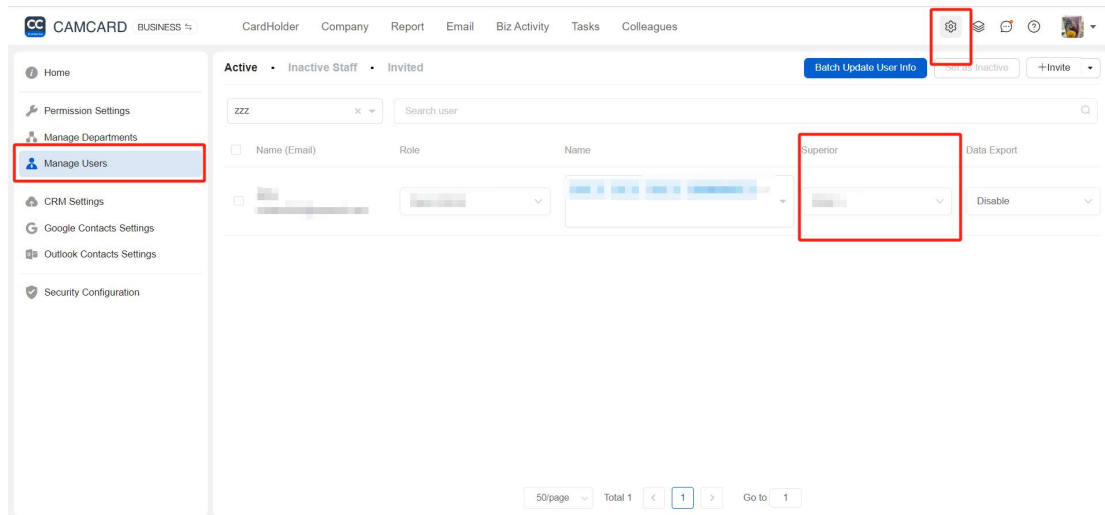 CC CAMCARD BUSINESS CardHolder Company Report Email Biz Activity Tasks Colleagues
Home
Active • Inactive Staff • Invited Batch Update User Info Set as Inactive +Invite
Permission Settings
zzz Search user
Manage Departments
Name (Email) Role Name Superior Data Export
Manage Users
CRM Settings
Disable
Google Contacts Settings
Outlook Contacts Settings
Security Configuration
50/page Total 1 < 1 > Go to 1